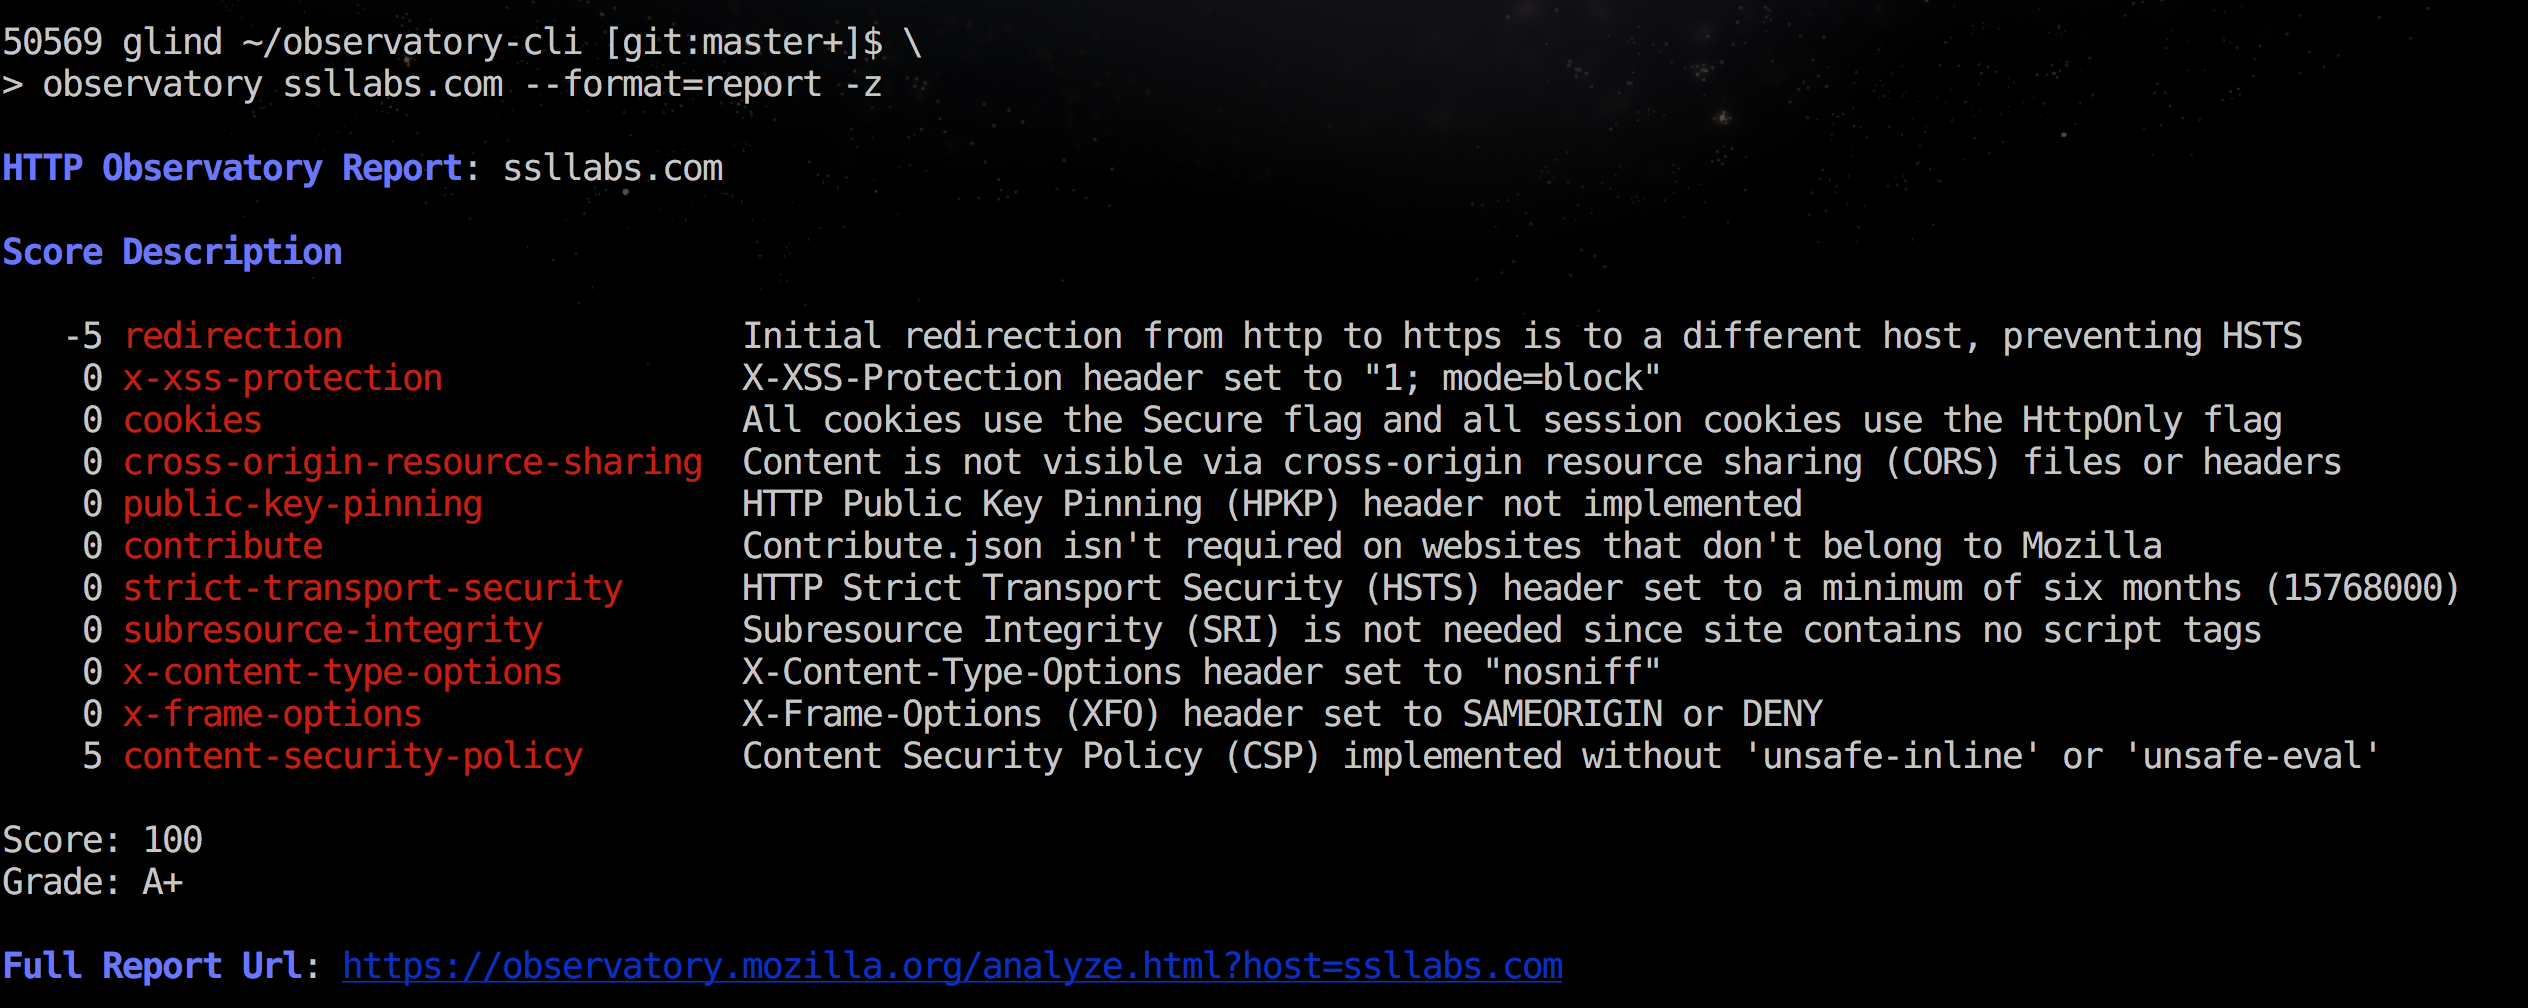 50569 glind ~/observatory-cli [git:master+]$ \
> observatory ssllabs.com --format=report -z
HTTP Observatory Report: ssllabs.com
Score Description
-5 redirection Initial redirection from http to https is to a different host, preventing HSTS
0 x-xss-protection X-XSS-Protection header set to "1; mode=block"
0 cookies All cookies use the Secure flag and all session cookies use the HttpOnly flag
0 cross-origin-resource-sharing Content is not visible via cross-origin resource sharing (CORS) files or headers
0 public-key-pinning HTTP Public Key Pinning (HPKP) header not implemented
0 contribute Contribute.json isn't required on websites that don't belong to Mozilla
0 strict-transport-security HTTP Strict Transport Security (HSTS) header set to a minimum of six months (15768000)
0 subresource-integrity Subresource Integrity (SRI) is not needed since site contains no script tags
0 x-content-type-options X-Content-Type-Options header set to "nosniff"
0 x-frame-options X-Frame-Options (XFO) header set to SAMEORIGIN or DENY
5 content-security-policy Content Security Policy (CSP) implemented without 'unsafe-inline' or 'unsafe-eval'
Score: 100
Grade: A+
Full Report Url: https://observatory.mozilla.org/analyze.html?host=ssllabs.com